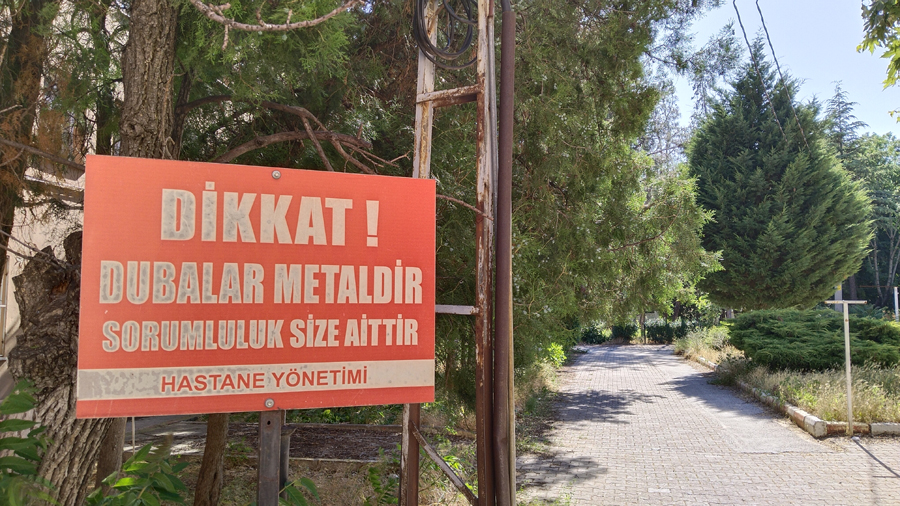 DİKKAT !
DUBALAR METALDİR
SORUMLULUK SİZE AİTTİR
HASTANE YÖNETİMİ